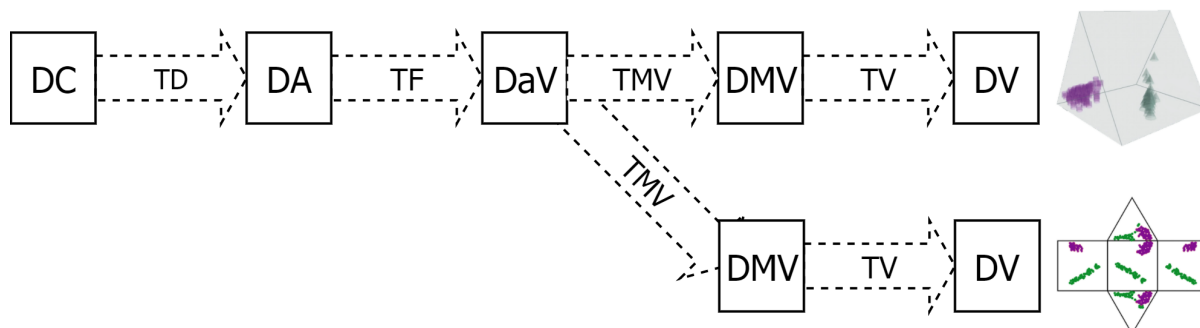 DC TD DA TF DaV TMV DMV TV DV
TMV
DMV TV DV